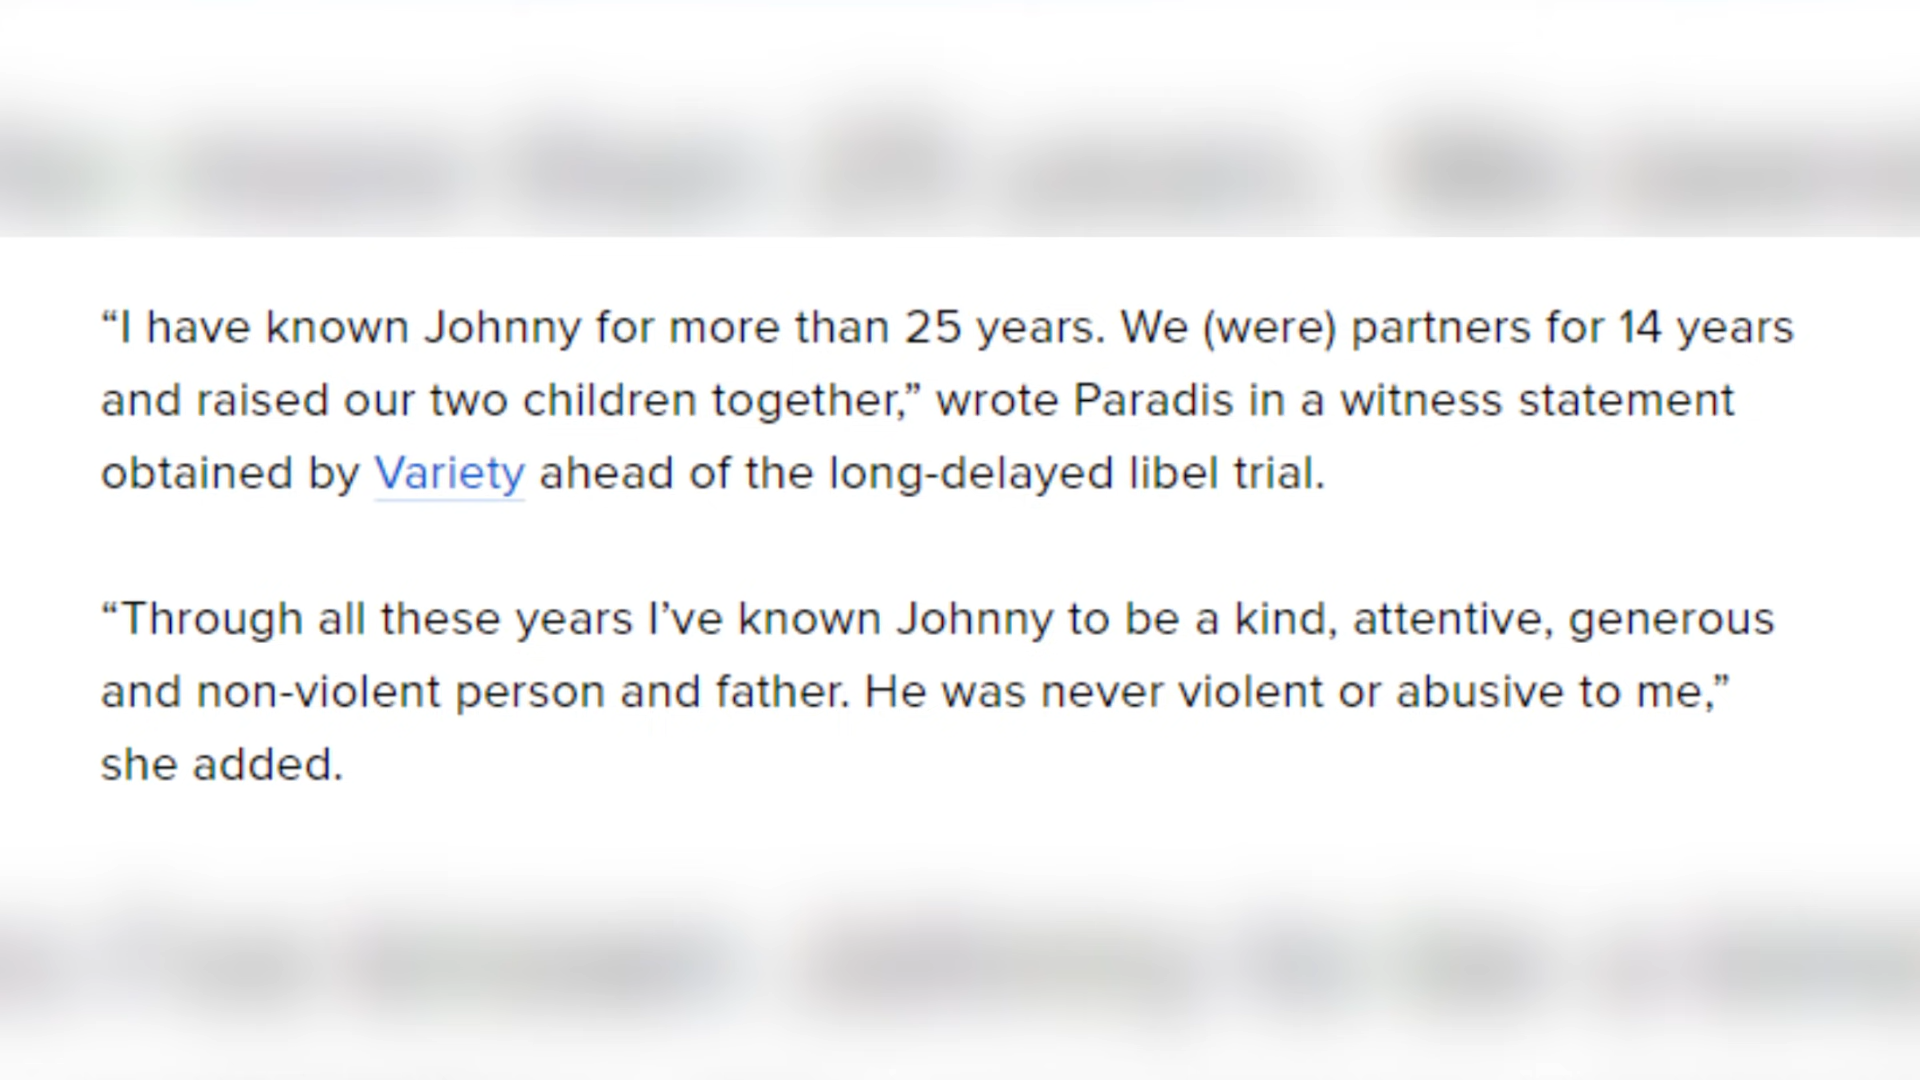 “I have known Johnny for more than 25 years. We (were) partners for 14 years
and raised our two children together,” wrote Paradis in a witness statement
obtained by Variety ahead of the long-delayed libel trial.
“Through all these years I’ve known Johnny to be a kind, attentive, generous
and non-violent person and father. He was never violent or abusive to me,”
she added.